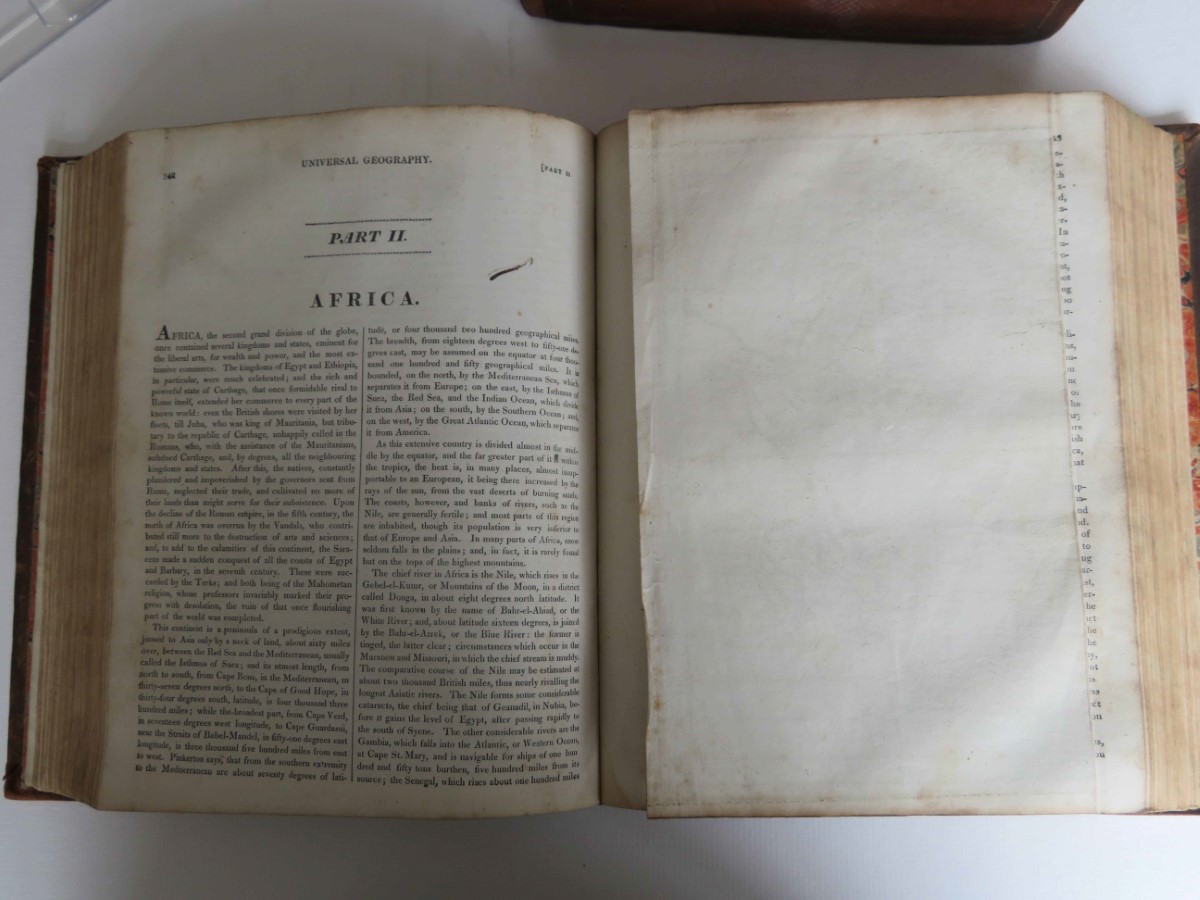 UNIVERSAL GEOGRAPHY.
342
[PART II.
PART II.
AFRICA.
AFRICA, the second grand division of the globe,
once contained several kingdoms and states, eminent for
the liberal arts, for wealth and power, and the most ex-
tensive commerce. The kingdoms of Egypt and Ethiopia,
in particular, were much celebrated; and the rich and
powerful state of Carthage, that once formidable rival to
Rome itself, extended her commerce to every part of the
known world: even the British shores were visited by her
fleets, till Juba, who was king of Mauritania, but tribu-
tary to the republic of Carthage, unhappily called in the
Romans, who, with the assistance of the Mauritanians,
subdued Carthage, and, by degrees, all the neighbouring
kingdoms and states. After this, the natives, constantly
plundered and impoverished by the governors sent from
Rome, neglected their trade, and cultivated no more of
their lands than might serve for their subsistence. Upon
the decline of the Roman empire, in the fifth century, the
north of Africa was overrun by the Vandals, who contri-
buted still more to the destruction of arts and sciences;
and, to add to the calamities of this continent, the Sara-
cens made a sudden conquest of all the coasts of Egypt
and Barbary, in the seventh century. These were suc-
ceeded by the Turks; and both being of the Mahometan
religion, whose professors invariably marked their pro-
gress with desolation, the ruin of that once flourishing
part of the world was completed.
This continent is a peninsula of a prodigious extent,
joined to Asia only by a neck of land, about sixty miles
over, between the Red Sea and the Mediterranean, usually
called the Isthmus of Suez; and its utmost length, from
north to south, from Cape Bona, in the Mediterranean, in
thirty-seven degrees north, to the Cape of Good Hope, in
thirty-four degrees south, latitude, is four thousand three
hundred miles; while the broadest part, from Cape Verd,
in seventeen degrees west longitude, to Cape Guardafui,
near the Straits of Babel-Mandel, in fifty-one degrees east
longitude, is three thousand five hundred miles from east
to west. Pinkerton says, that from the southern extremity
to the Mediterranean are about seventy degrees of lati-
tude, or four thousand two hundred geographical miles.
The breadth, from eighteen degrees west to fifty-one de-
grees east, may be assumed on the equator at four thou-
sand one hundred and fifty geographical miles. It is
bounded, on the north, by the Mediterranean Sea, which
separates it from Europe; on the east, by the Isthmus of
Suez, the Red Sea, and the Indian Ocean, which divide
it from Asia; on the south, by the Southern Ocean; and,
on the west, by the Great Atlantic Ocean, which separates
it from America.
As this extensive country is divided almost in the mid-
dle by the equator, and the far greater part of it is within
the tropics, the heat is, in many places, almost insup-
portable to an European, it being there increased by the
rays of the sun, from the vast deserts of burning sands.
The coasts, however, and banks of rivers, such as the
Nile, are generally fertile; and most parts of this region
are inhabited, though its population is very inferior to
that of Europe and Asia. In many parts of Africa, snow
seldom falls in the plains; and, in fact, it is rarely found
but on the tops of the highest mountains.
The chief river in Africa is the Nile, which rises in the
Gebel-el-Kumr, or Mountains of the Moon, in a district
called Donga, in about eight degrees north latitude. It
was first known by the name of Bahr-el-Abiad, or the
White River; and, about latitude sixteen degrees, is joined
by the Bahr-el-Azrek, or the Blue River: the former is
tinged, the latter clear; circumstances which occur in the
Maranon and Missouri, in which the chief stream is muddy.
The comparative course of the Nile may be estimated at
about two thousand British miles, thus nearly rivalling the
longest Asiatic rivers. The Nile forms some considerable
cataracts, the chief being that of Geanadil, in Nubia, be-
fore it gains the level of Egypt, after passing rapidly to
the south of Syene. The other considerable rivers are the
Gambia, which falls into the Atlantic, or Western Ocean,
at Cape St. Mary, and is navigable for ships of one hun
dred and fifty tons burthen, five hundred miles from its
source; the Senegal, which rises about one hundred miles